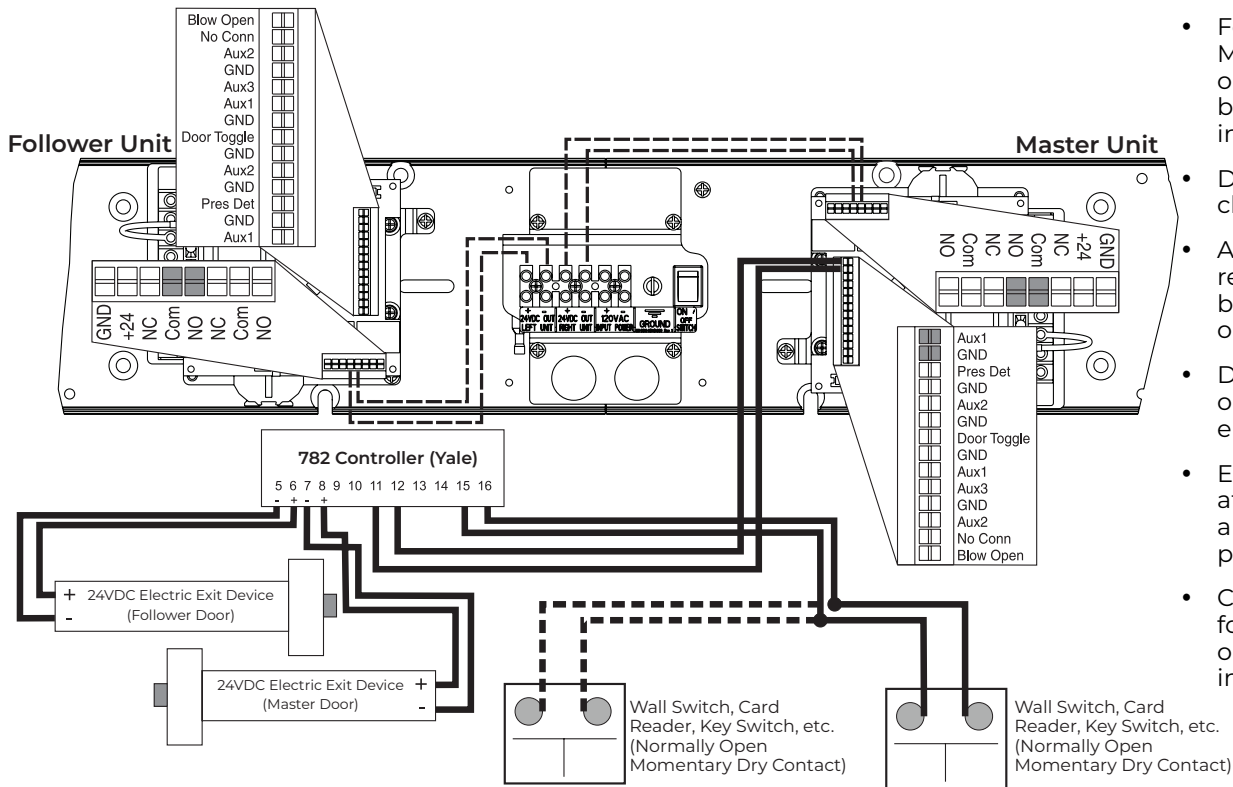 Blow Open
No Conn
Aux2
GND
Aux3
Aux1
GND
Door Toggle
GND
Aux2
GND
Pres Det
GND
Aux1
Follower Unit
Master Unit
GND
+24
NC
Com
NO
NC
Com
NO
+ - + - + -
24VDC OUT 24VDC OUT 120VAC
LEFT UNIT RIGHT UNIT INPUT POWER
GROUND
ON / OFF
SWITCH
NO
Com
NC
NO
Com
NC
+24
GND
Aux1
GND
Pres Det
GND
Aux2
GND
Door Toggle
GND
Aux1
Aux3
GND
Aux2
No Conn
Blow Open
782 Controller (Yale)
5 6 7 8 9 10 11 12 13 14 15 16
- + - +
+ 24VDC Electric Exit Device
- (Follower Door)
24VDC Electric Exit Device +
(Master Door) -
Wall Switch, Card
Reader, Key Switch, etc.
(Normally Open
Momentary Dry Contact)
Wall Switch, Card
Reader, Key Switch, etc.
(Normally Open
Momentary Dry Contact)